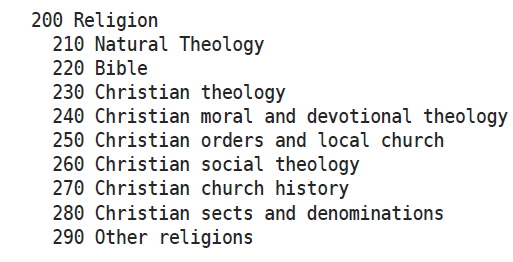 200 Religion
210 Natural Theology
220 Bible
230 Christian theology
240 Christian moral and devotional theology
250 Christian orders and local church
260 Christian social theology
270 Christian church history
280 Christian sects and denominations
290 Other religions